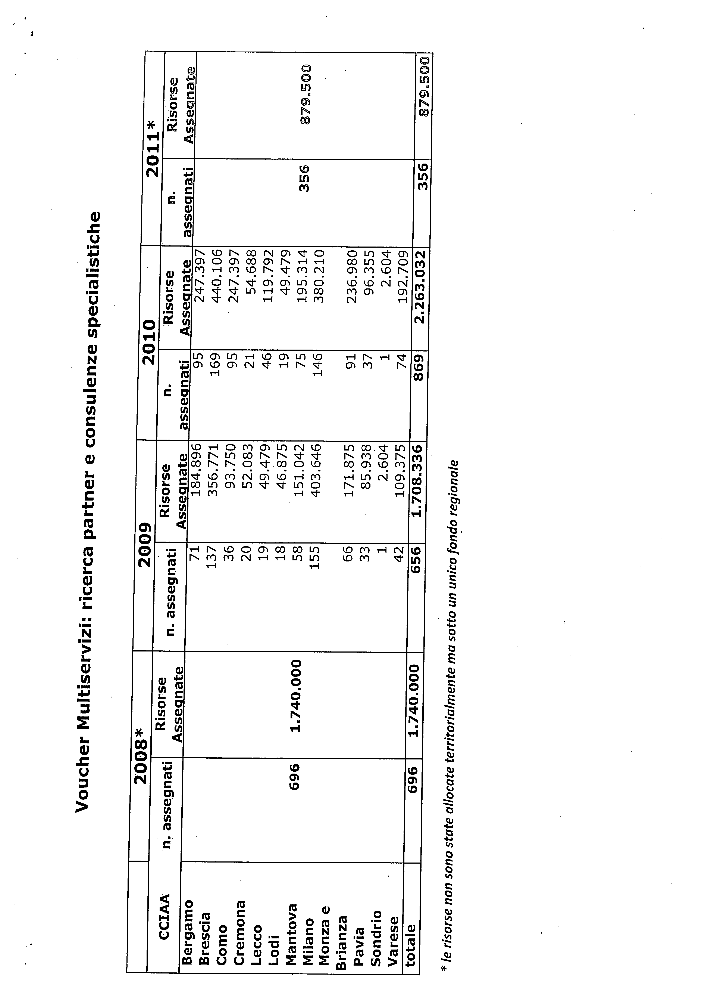 Voucher Multiservizi: ricerca partner e consulenze specialistiche
2008* 2009 2010 2011*
CCIAA n. assegnati Risorse Assegnate n. assegnati Risorse Assegnate n. assegnati Risorse Assegnate n. assegnati Risorse Assegnate
Bergamo 71 184.896 95 247.397
Brescia 137 356.771 169 440.106
Como 36 93.750 95 247.397
Cremona 20 52.083 21 54.688
Lecco 19 49.479 46 119.792
Lodi 18 46.875 19 49.479
Mantova 696 1.740.000 58 151.042 75 195.314 356 879.500
Milano 155 403.646 146 380.210
Monza e
Brianza 66 171.875 91 236.980
Pavia 33 85.938 37 96.355
Sondrio 1 2.604 1 2.604
Varese 42 109.375 74 192.709
totale 696 1.740.000 656 1.708.336 869 2.263.032 356 879.500
* le risorse non sono state allocate territorialmente ma sotto un unico fondo regionale